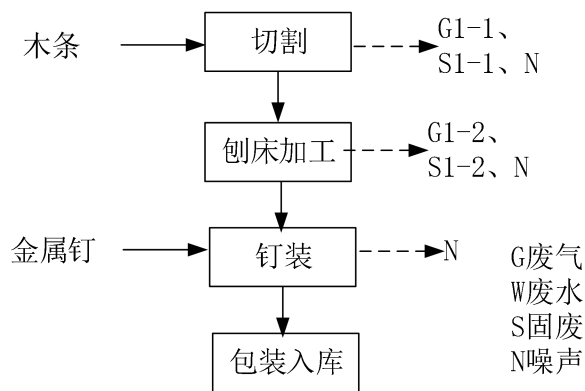 木条
切割
G1-1、
S1-1、N
刨床加工
G1-2、
S1-2、N
金属钉
钉装
N
包装入库
G废气
W废水
S固废
N噪声